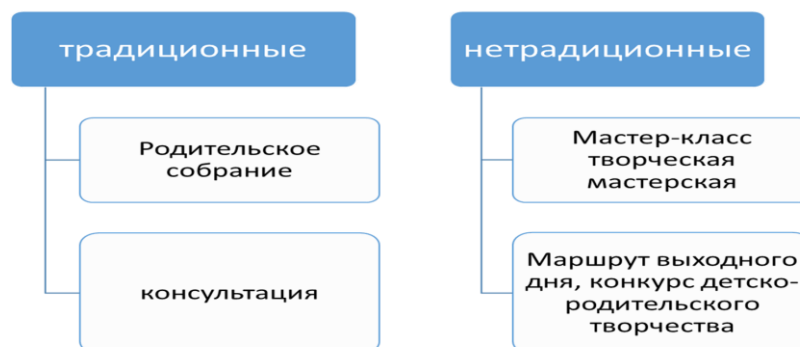 традиционные
Родительское
собрание
консультация
нетрадиционные
Мастер-класс
творческая
мастерская
Маршрут выходного
дня, конкурс детско-
родительского
творчества